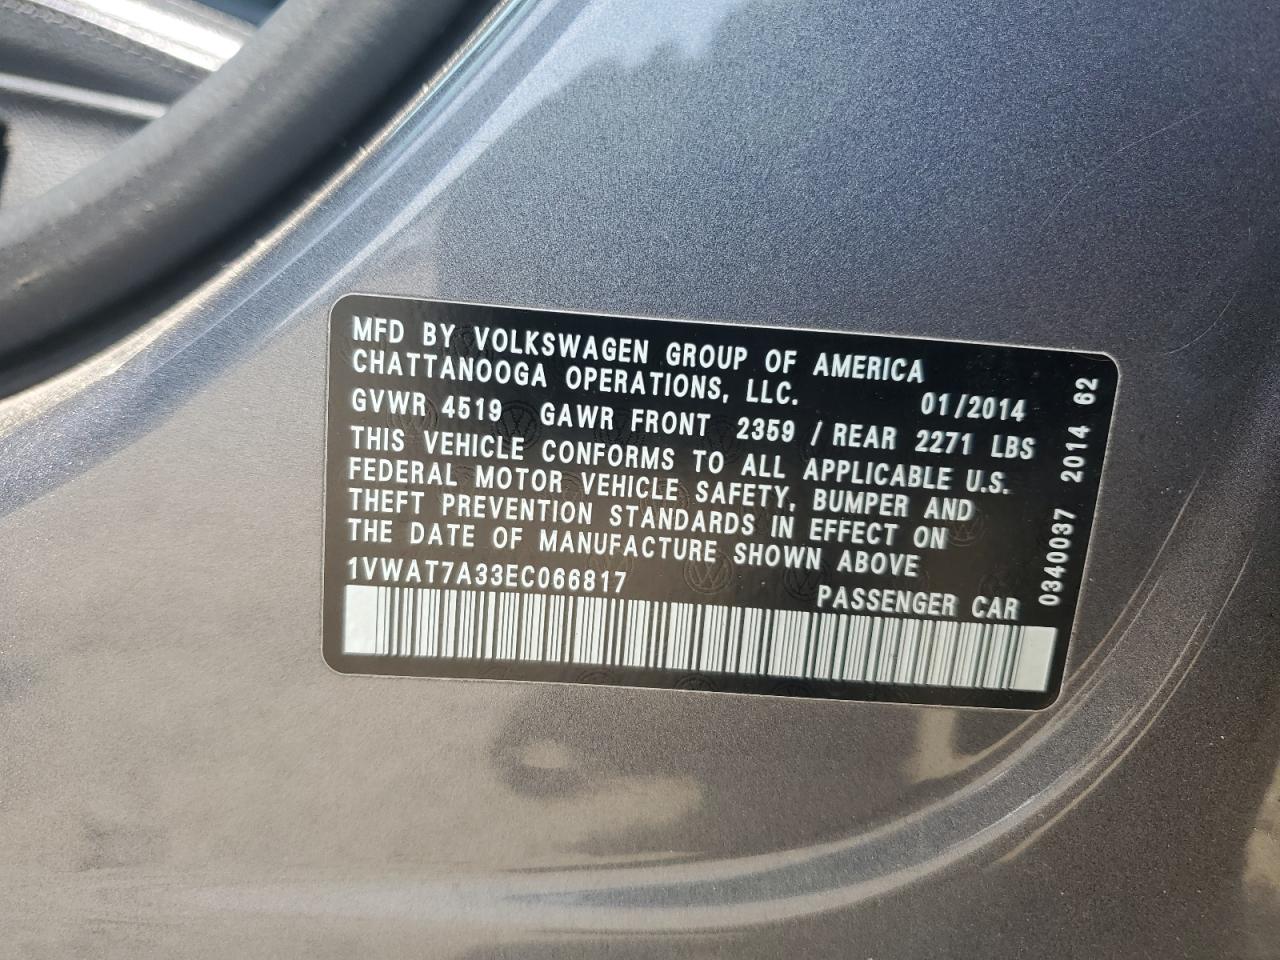 MFD BY VOLKSWAGEN GROUP OF AMERICA
CHATTANOOGA OPERATIONS, LLC. 01/2014
GVWR 4519 GAWR FRONT 2359 / REAR 2271 LBS
THIS VEHICLE CONFORMS TO ALL APPLICABLE U.S.
FEDERAL MOTOR VEHICLE SAFETY, BUMPER AND
THEFT PREVENTION STANDARDS IN EFFECT ON
THE DATE OF MANUFACTURE SHOWN ABOVE
1VWAT7A33EC066817 PASSENGER CAR
0340037 2014 62